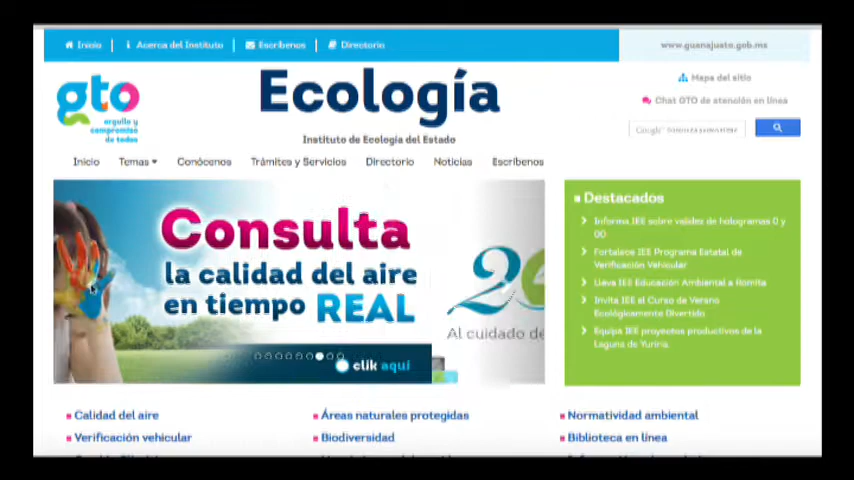 Inicio
Acerca del Instituto
Escríbenos
Directorio
www.guanajuato.gob.mx
gto
orgullo y
compromiso
de todos
Ecología
Instituto de Ecología del Estado
Mapa del sitio
Chat GTO de atención en línea
Google
Inicio
Temas
Conócenos
Trámites y Servicios
Directorio
Noticias
Escríbenos
Consulta
la calidad del aire
en tiempo REAL
clik aquí
Al cuidado de
Destacados
Informa IEE sobre validez de hologramas 0 y
00
Fortalece IEE Programa Estatal de
Verificación Vehicular
Lleva IEE Educación Ambiental a Romita
Invita IEE al Curso de Verano
Ecológicamente Divertido
Equipa IEE proyectos productivos de la
Laguna de Yuriria.
Calidad del aire
Áreas naturales protegidas
Normatividad ambiental
Verificación vehicular
Biodiversidad
Biblioteca en línea